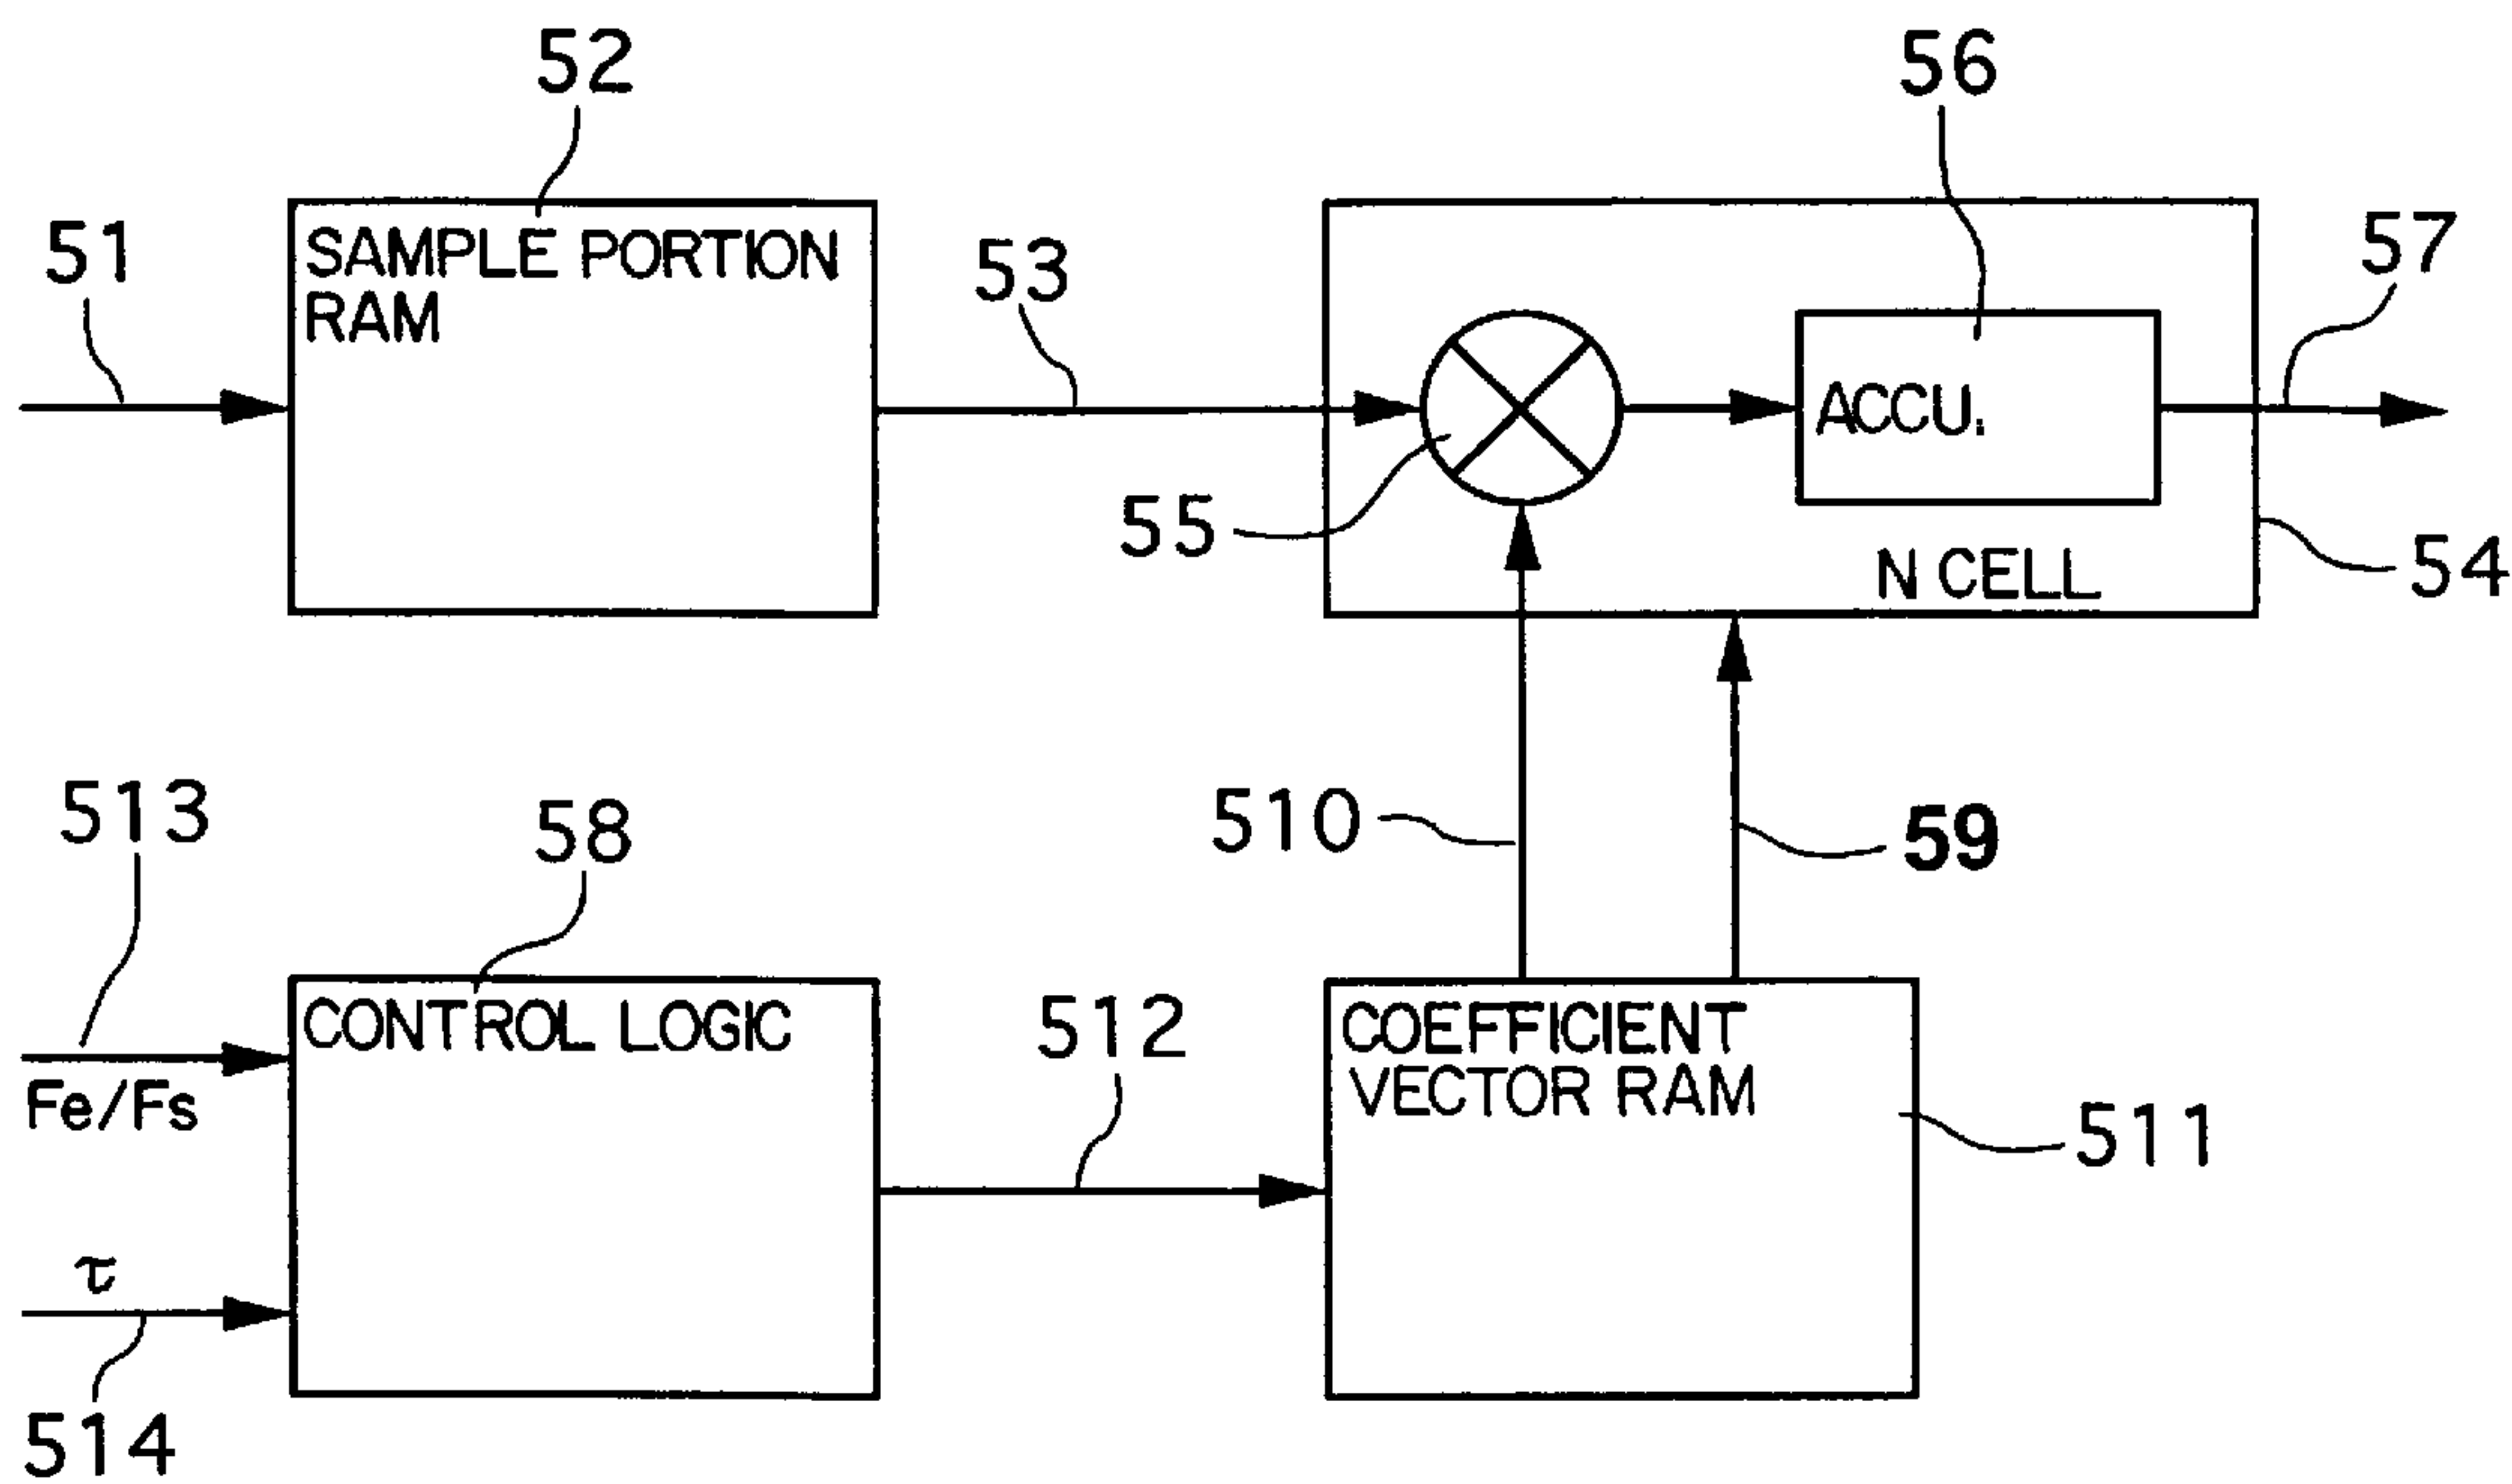 52
56
51
SAMPLE PORTION
RAM
53
57
ACCU.
55
N CELL
54
513
58
510
59
CONTROL LOGIC
512
COEFFICIENT
VECTOR RAM
Fe/Fs
511
τ
514